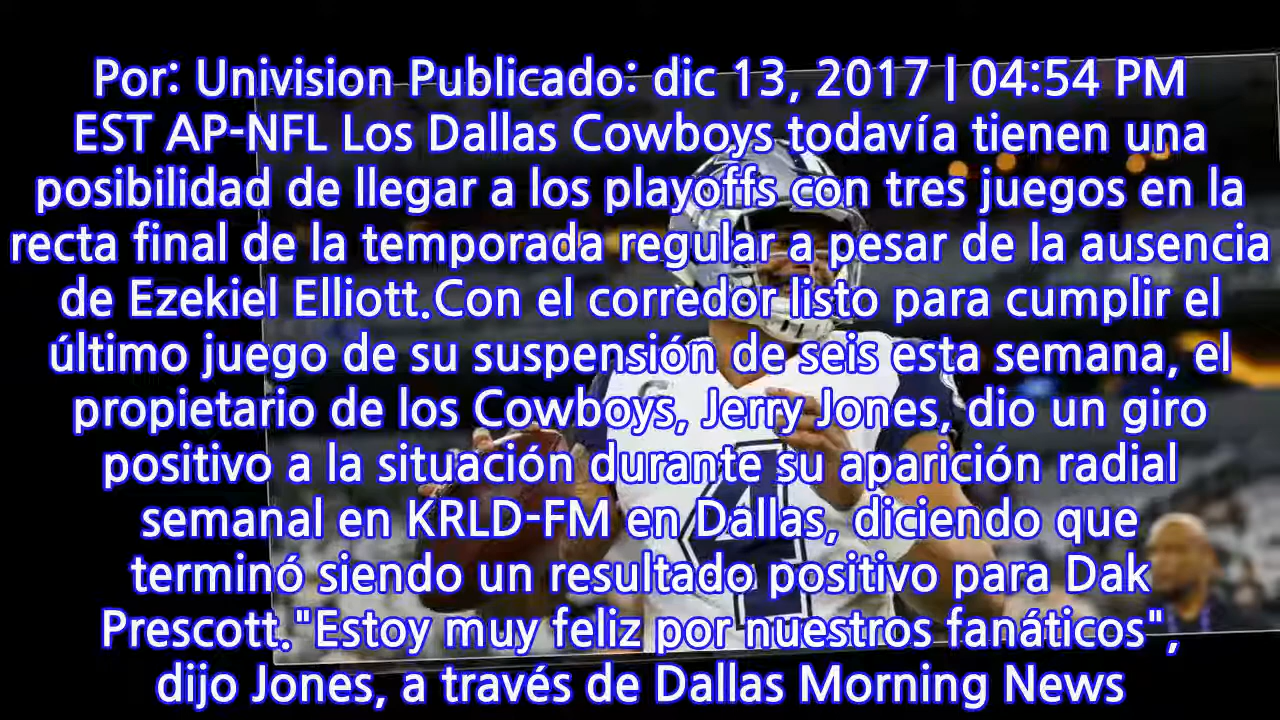 Por: Univision Publicado: dic 13, 2017 | 04:54 PM
EST AP-NFL Los Dallas Cowboys todavía tienen una
posibilidad de llegar a los playoffs con tres juegos en la
recta final de la temporada regular a pesar de la ausencia
de Ezekiel Elliott.Con el corredor listo para cumplir el
último juego de su suspensión de seis esta semana, el
propietario de los Cowboys, Jerry Jones, dio un giro
positivo a la situación durante su aparición radial
semanal en KRLD-FM en Dallas, diciendo que
terminó siendo un resultado positivo para Dak
Prescott."Estoy muy feliz por nuestros fanáticos",
dijo Jones, a través de Dallas Morning News
4